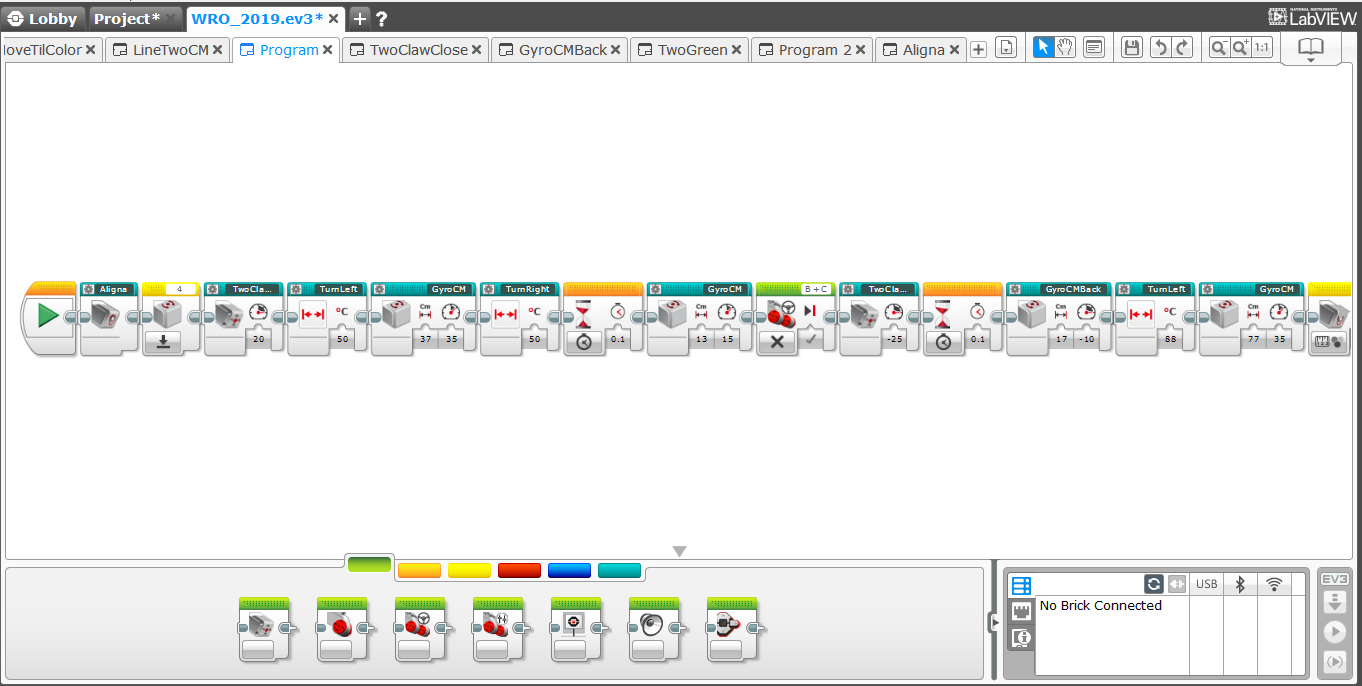 Lobby Project* WRO_2019.ev3* + ?
NATIONAL INSTRUMENTS
LabVIEW
loveTilColor LineTwoCM Program TwoClawClose GyroCMBack TwoGreen Program 2 Aligna 1:1
Aligna 4 TwoCla... TurnLeft GyroCM TurnRight GyroCM B + C TwoCla... GyroCMBack TurnLeft GyroCM
°C Cm °C Cm Cm °C Cm
20 50 37 35 50 0.1 13 15 -25 0.1 17 -10 88 77 35
USB EV3
No Brick Connected